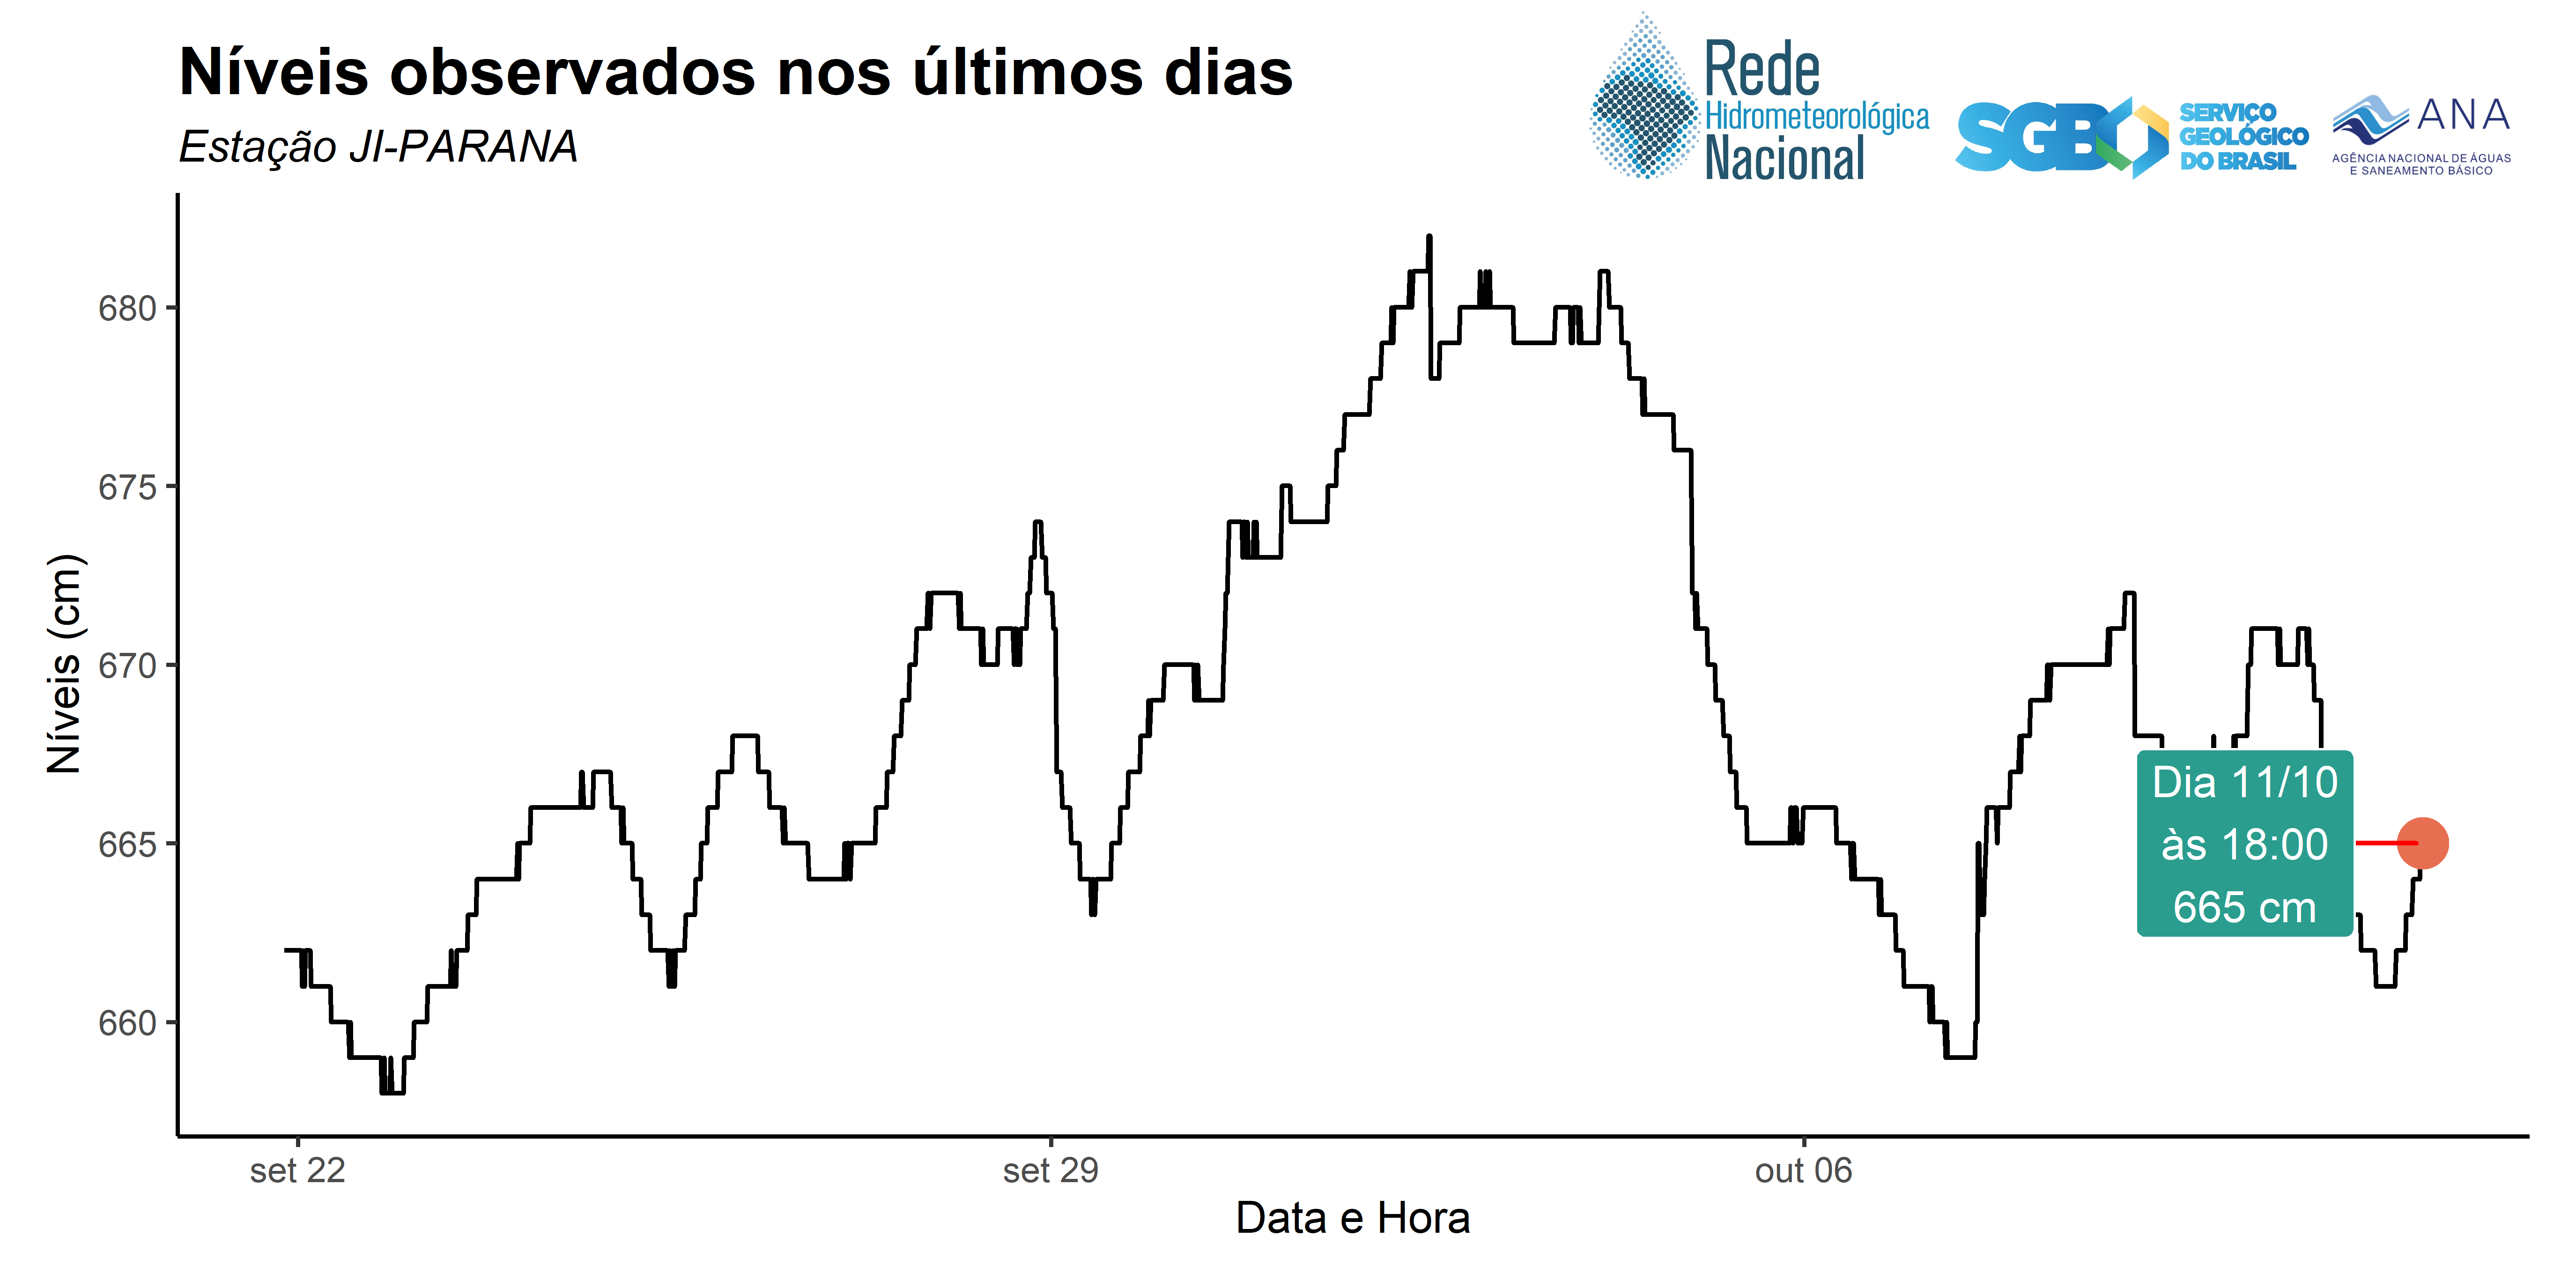 Níveis observados nos últimos dias
Estação JI-PARANA
Rede
Hidrometeorológica
Nacional
SGB
SERVIÇO
GEOLÓGICO
DO BRASIL
ANA
AGÊNCIA NACIONAL DE ÁGUAS
E SANEAMENTO BÁSICO
Níveis (cm)
680
675
670
665
660
Dia 11/10
às 18:00
665 cm
set 22
set 29
out 06
Data e Hora